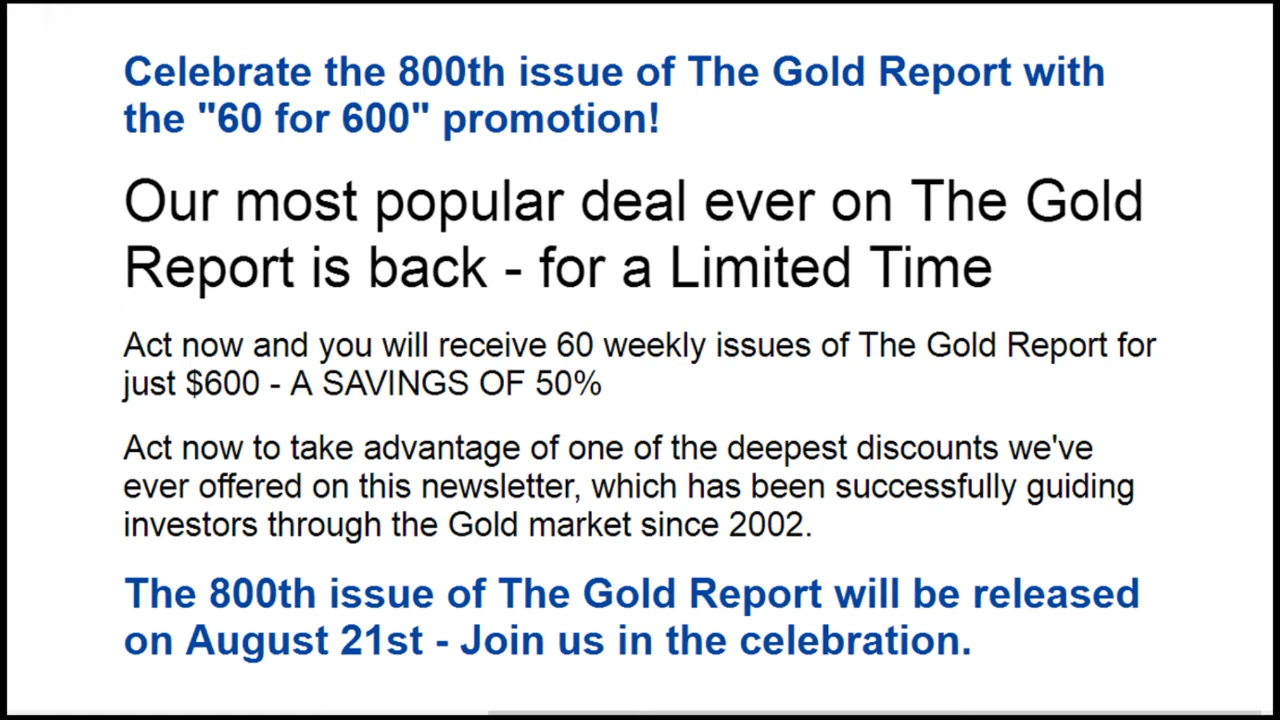 Celebrate the 800th issue of The Gold Report with
the "60 for 600" promotion!
Our most popular deal ever on The Gold
Report is back - for a Limited Time
Act now and you will receive 60 weekly issues of The Gold Report for
just $600 - A SAVINGS OF 50%
Act now to take advantage of one of the deepest discounts we've
ever offered on this newsletter, which has been successfully guiding
investors through the Gold market since 2002.
The 800th issue of The Gold Report will be released
on August 21st - Join us in the celebration.